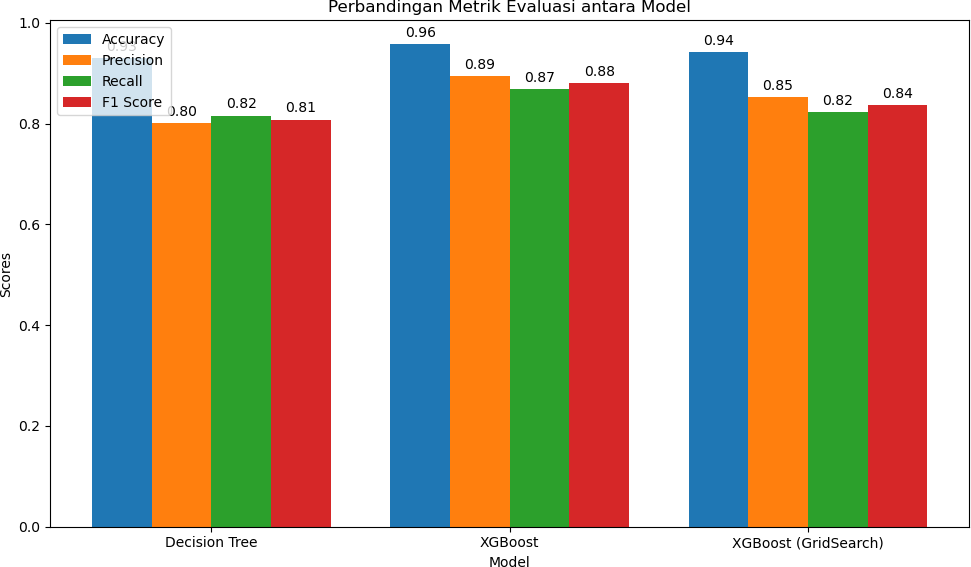 Perbandingan Metrik Evaluasi antara Model
Accuracy
Precision
Recall
F1 Score
0.93
0.80
0.82
0.81
0.96
0.89
0.87
0.88
0.94
0.85
0.82
0.84
1.0
0.8
0.6
0.4
0.2
0.0
Scores
Decision Tree
XGBoost
XGBoost (GridSearch)
Model